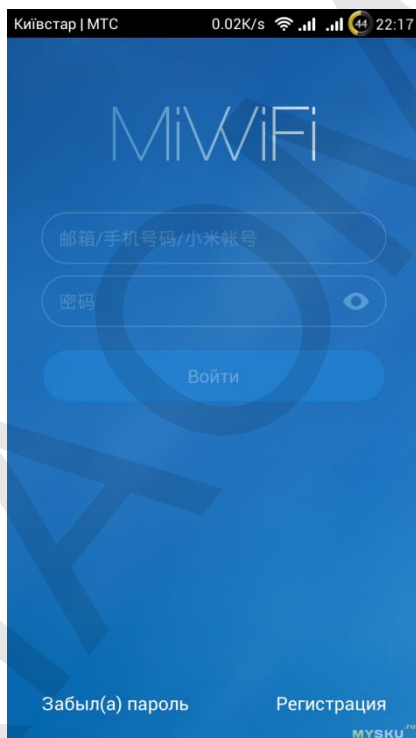 Київстар | МТС 0.02K/s 44 22:17
MiWiFi
邮箱/手机号码/小米帐号
密码
Войти
Забыл(а) пароль Регистрация
MYSKU.ru